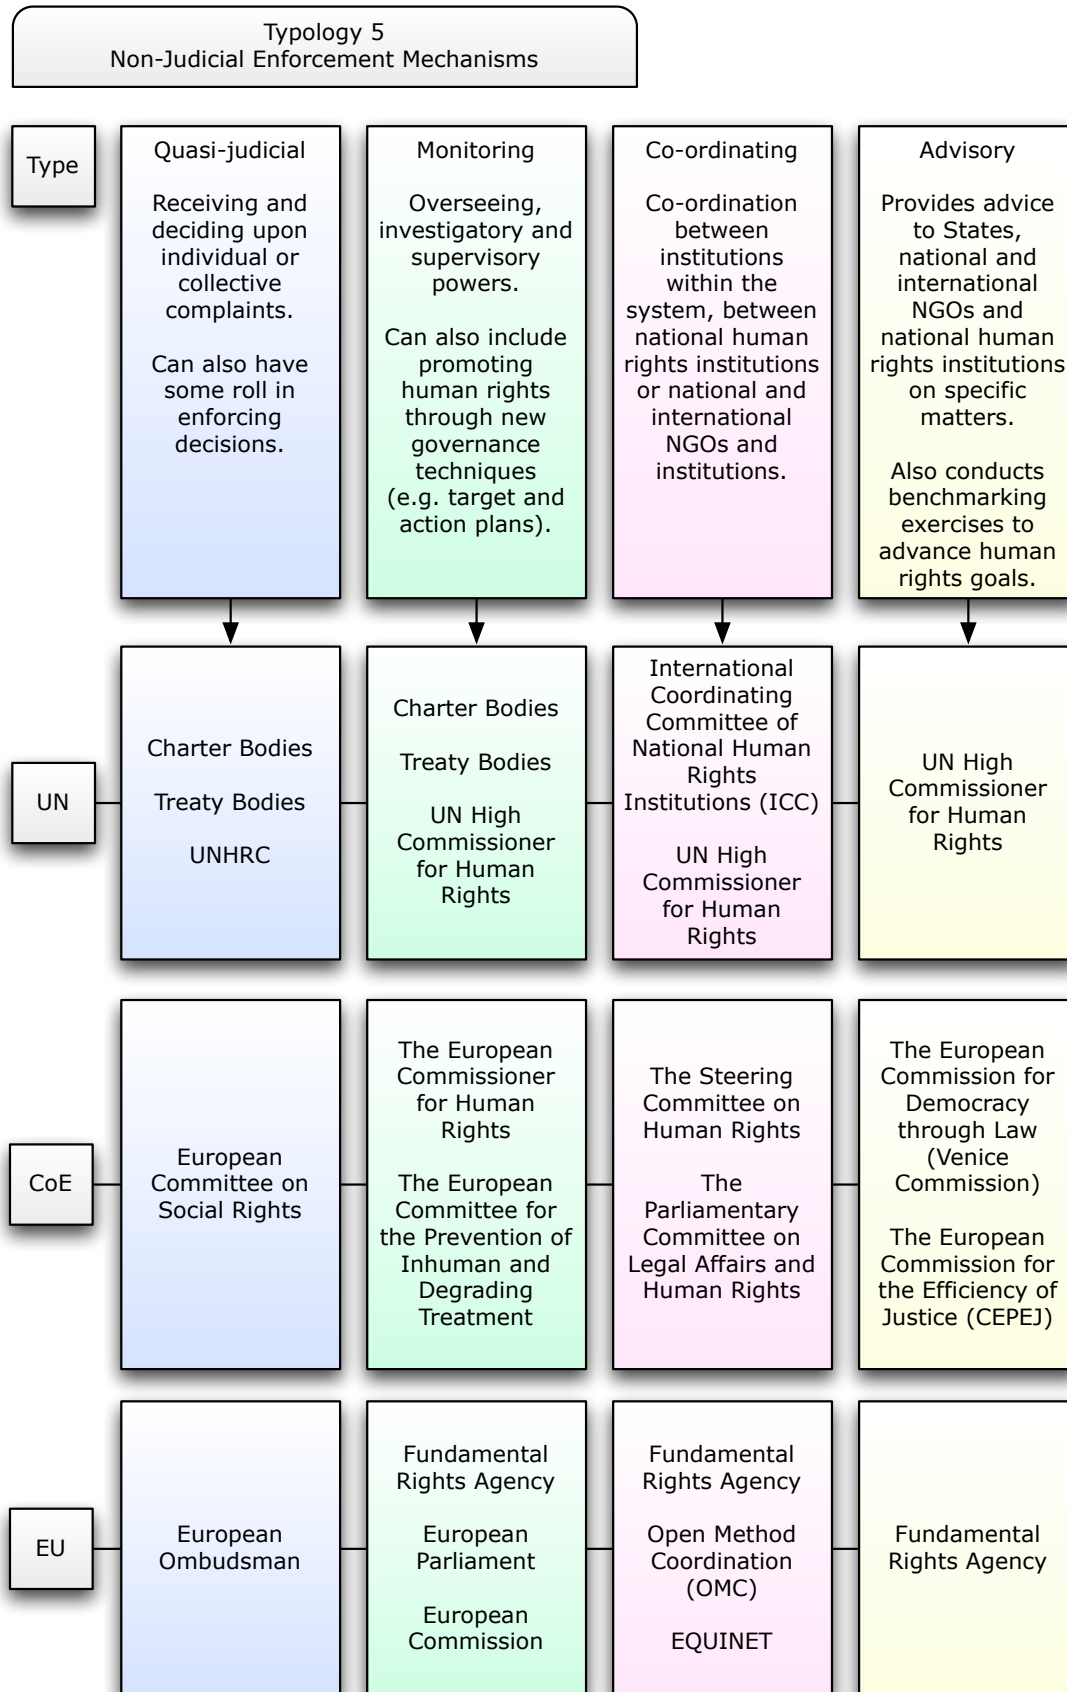 Typology 5
Non-Judicial Enforcement Mechanisms
Type
Quasi-judicial
Receiving and
deciding upon
individual or
collective
complaints.
Can also have
some roll in
enforcing
decisions.
Monitoring
Overseeing,
investigatory and
supervisory
powers.
Can also include
promoting
human rights
through new
governance
techniques
(e.g. target and
action plans).
Co-ordinating
Co-ordination
between
institutions
within the
system, between
national human
rights institutions
or national and
international
NGOs and
institutions.
Advisory
Provides advice
to States,
national and
international
NGOs and
national human
rights institutions
on specific
matters.
Also conducts
benchmarking
exercises to
advance human
rights goals.
UN
Charter Bodies
Treaty Bodies
UNHRC
Charter Bodies
Treaty Bodies
UN High
Commissioner
for Human
Rights
International
Coordinating
Committee of
National Human
Rights
Institutions (ICC)
UN High
Commissioner
for Human
Rights
UN High
Commissioner
for Human
Rights
CoE
European
Committee on
Social Rights
The European
Commissioner
for Human
Rights
The European
Committee for
the Prevention of
Inhuman and
Degrading
Treatment
The Steering
Committee on
Human Rights
The
Parliamentary
Committee on
Legal Affairs and
Human Rights
The European
Commission for
Democracy
through Law
(Venice
Commission)
The European
Commission for
the Efficiency of
Justice (CEPEJ)
EU
European
Ombudsman
Fundamental
Rights Agency
European
Parliament
European
Commission
Fundamental
Rights Agency
Open Method
Coordination
(OMC)
EQUINET
Fundamental
Rights Agency